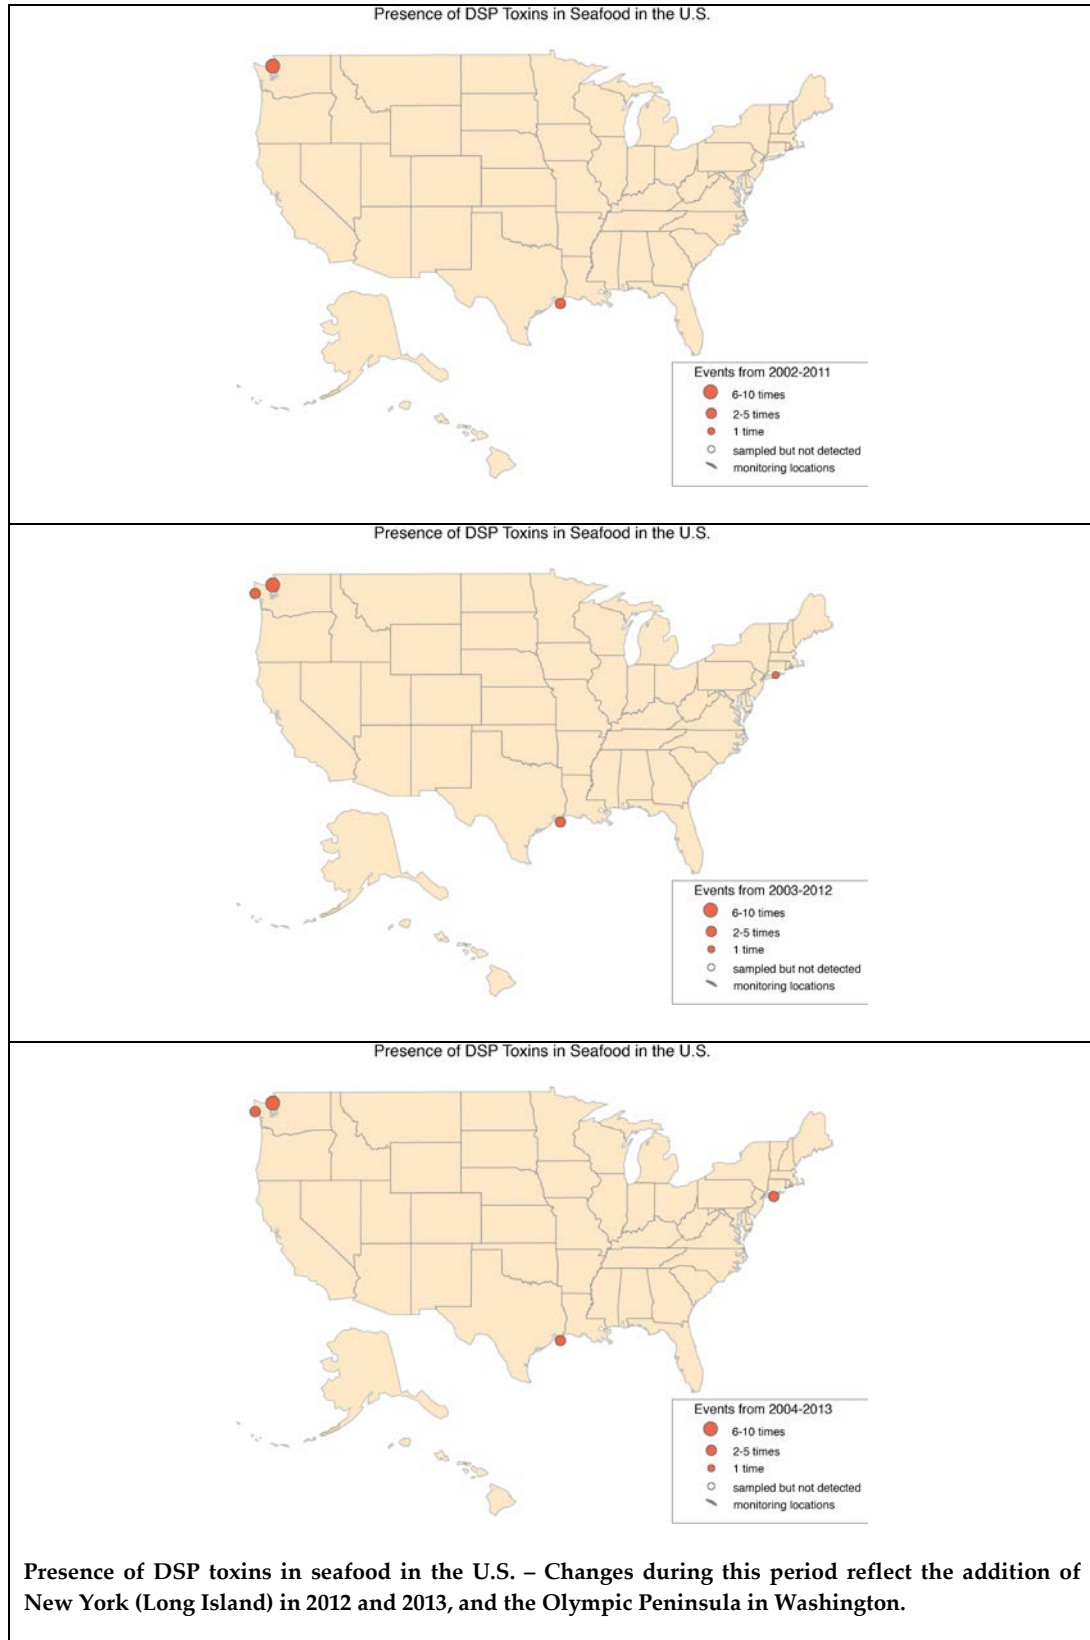 Presence of DSP Toxins in Seafood in the U.S.
Events from 2002-2011
6-10 times
2-5 times
1 time
sampled but not detected
monitoring locations
Presence of DSP Toxins in Seafood in the U.S.
Events from 2003-2012
6-10 times
2-5 times
1 time
sampled but not detected
monitoring locations
Presence of DSP Toxins in Seafood in the U.S.
Events from 2004-2013
6-10 times
2-5 times
1 time
sampled but not detected
monitoring locations
Presence of DSP toxins in seafood in the U.S. – Changes during this period reflect the addition of
New York (Long Island) in 2012 and 2013, and the Olympic Peninsula in Washington.